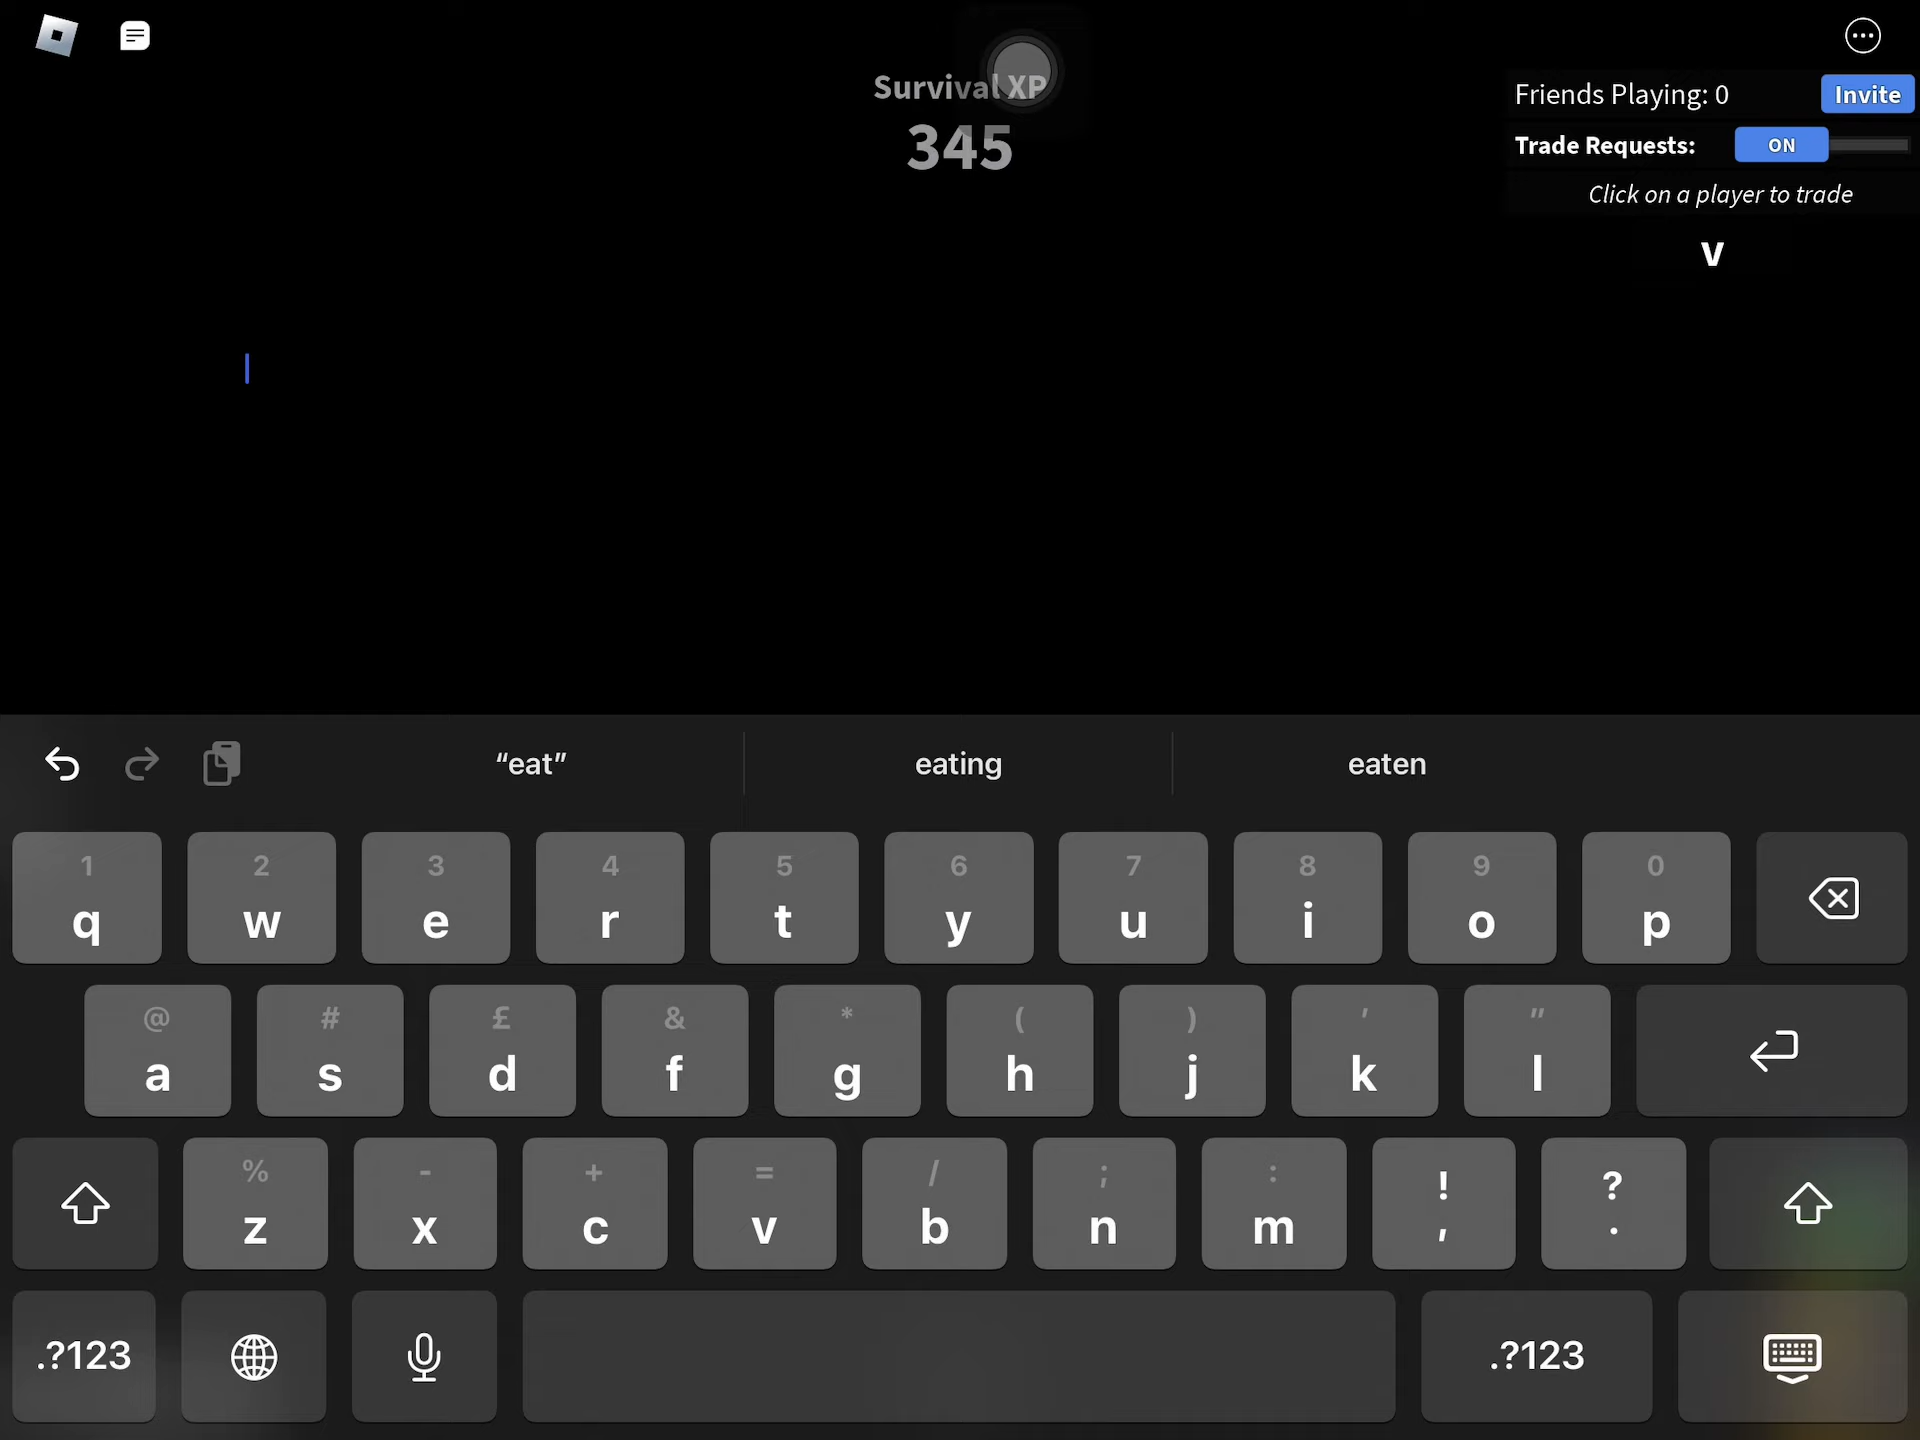 Survival XP
345
Friends Playing: 0
Invite
Trade Requests:
ON
Click on a player to trade
v
“eat” eating eaten
1 2 3 4 5 6 7 8 9 0
q w e r t y u i o p
@ # £ & * ( ) ' "
a s d f g h j k l
% - + = / ; : ! ?
z x c v b n m , .
.?123 .?123